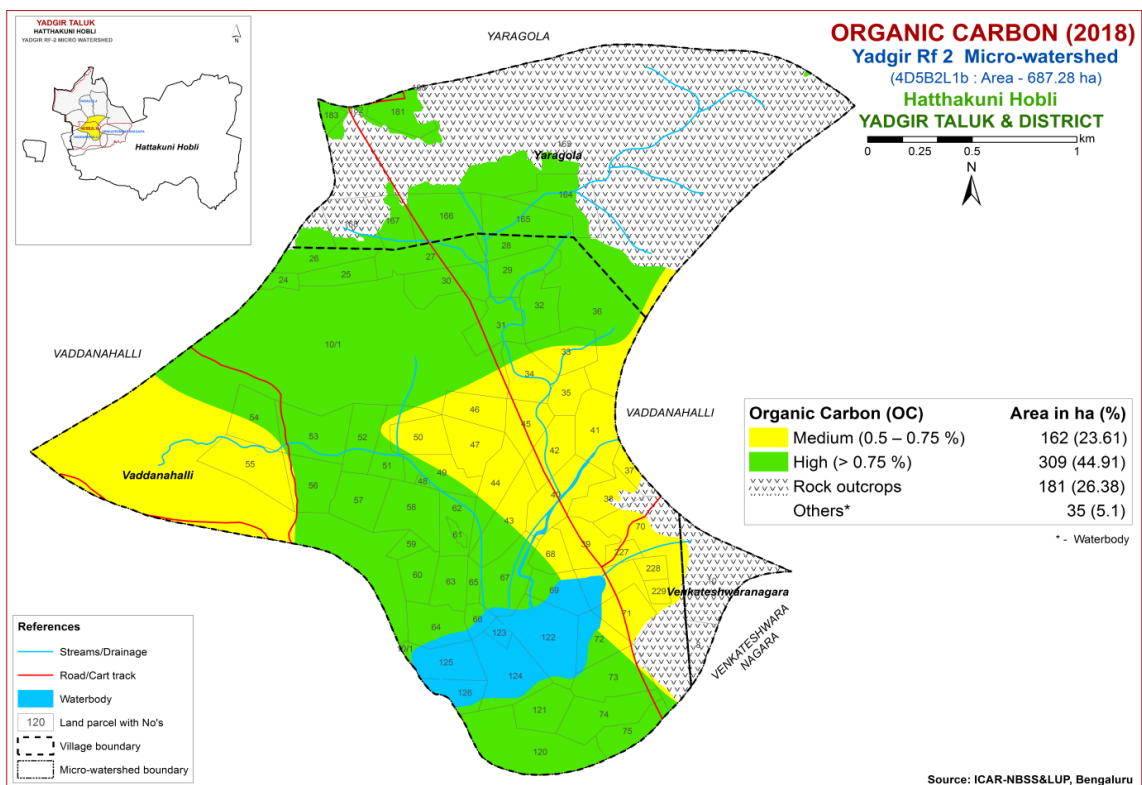 YADGIR TALUK
HATTHAKUNI HOBLI
YADGIR RF-2 MICRO WATERSHED
N
Hattakuni Hobli
ORGANIC CARBON (2018)
Yadgir Rf 2 Micro-watershed
(4D5B2L1b : Area - 687.28 ha)
Hatthakuni Hobli
YADGIR TALUK & DISTRICT
km
0 0.25 0.5 1
N
YARAGOLA
183
181
Yaragola
164
167
166
165
28
26
27
24
25
30
29
32
36
31
10/1
VADDANAHALLI
33
34
35
VADDANAHALLI
54
46
53
52
50
45
41
47
42
55
Vaddanahalli
51
49
37
56
48
44
40
38
57
58
62
43
70
61
39
227
59
68
228
60
63
65
67
69
229
Venkateshwaranagara
10
66
71
64
123
122
72
10/1
125
124
73
126
121
74
75
120
VENKATESHWARA
NAGARA
Organic Carbon (OC) Area in ha (%)
Medium (0.5 – 0.75 %) 162 (23.61)
High (> 0.75 %) 309 (44.91)
Rock outcrops 181 (26.38)
Others* 35 (5.1)
* - Waterbody
References
Streams/Drainage
Road/Cart track
Waterbody
120 Land parcel with No's
Village boundary
Micro-watershed boundary
Source: ICAR-NBSS&LUP, Bengaluru